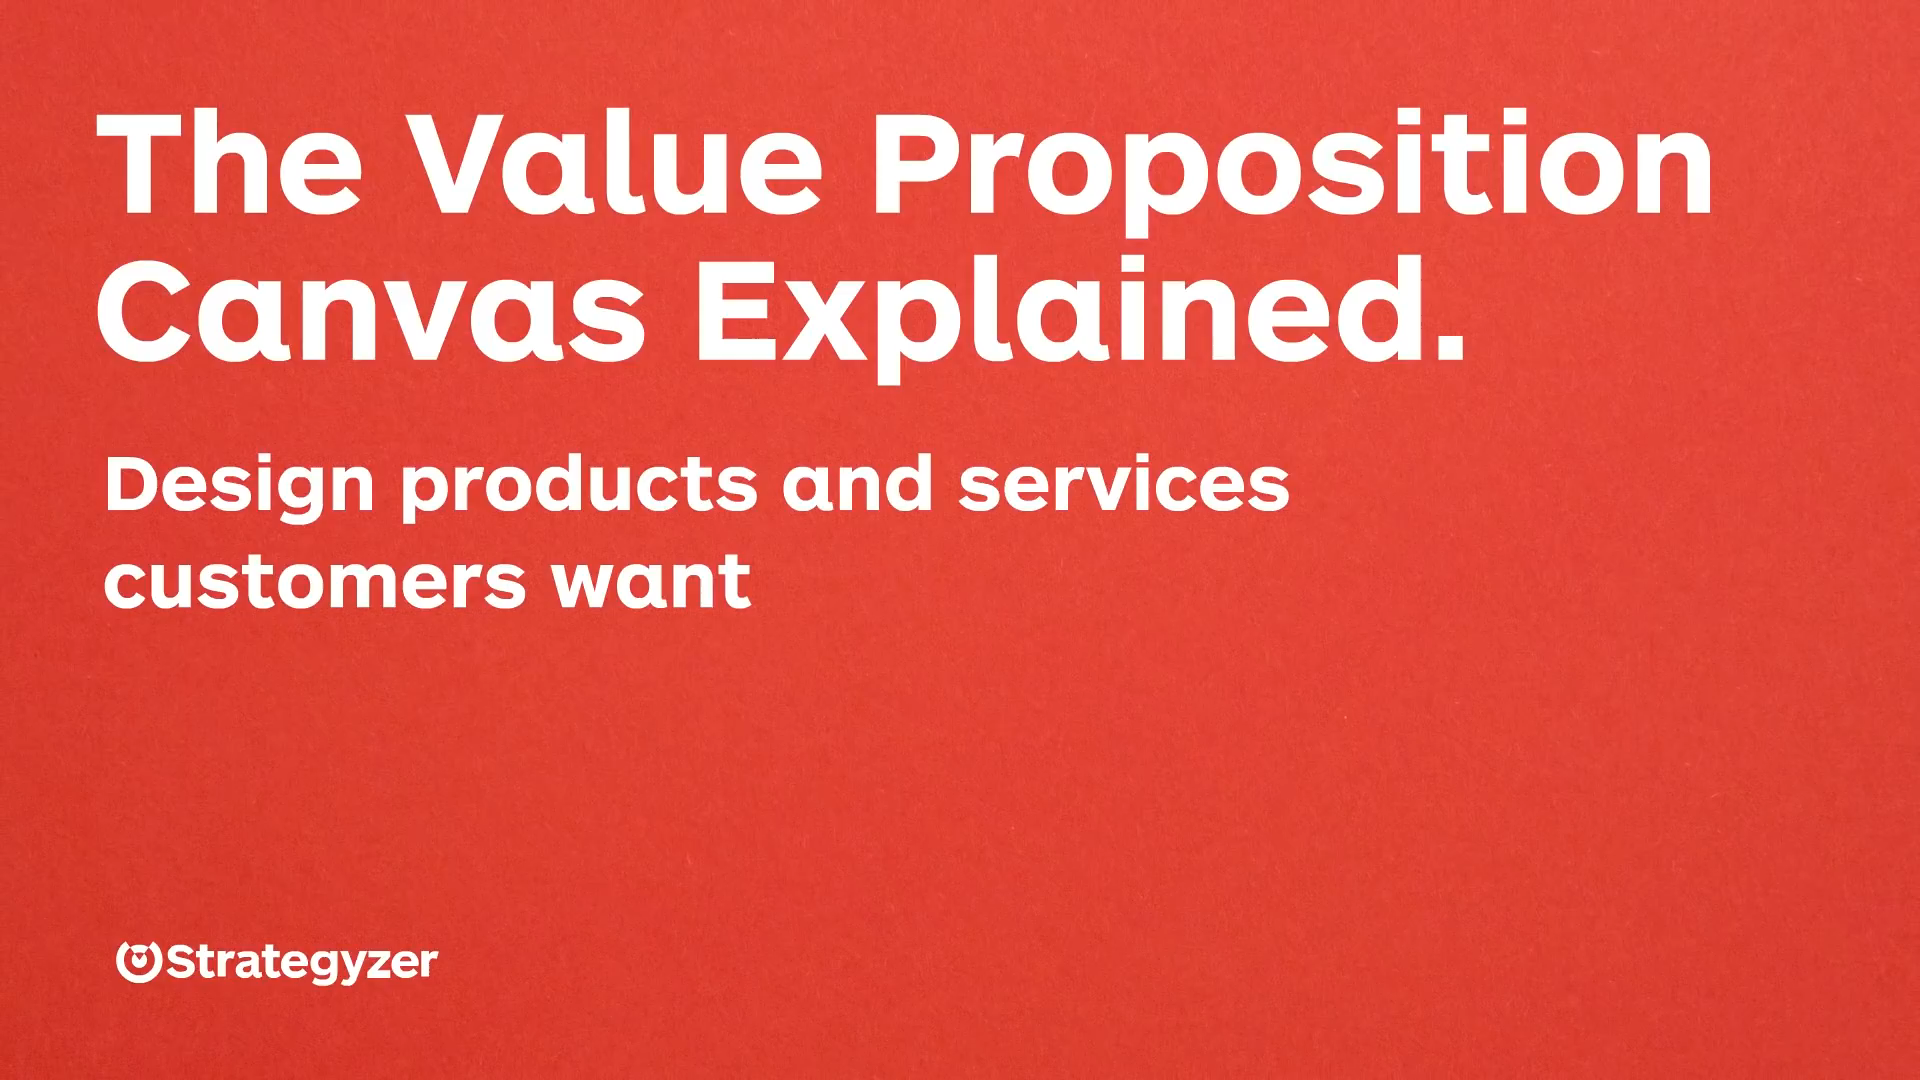 The Value Proposition
Canvas Explained.
Design products and services
customers want
Strategyzer